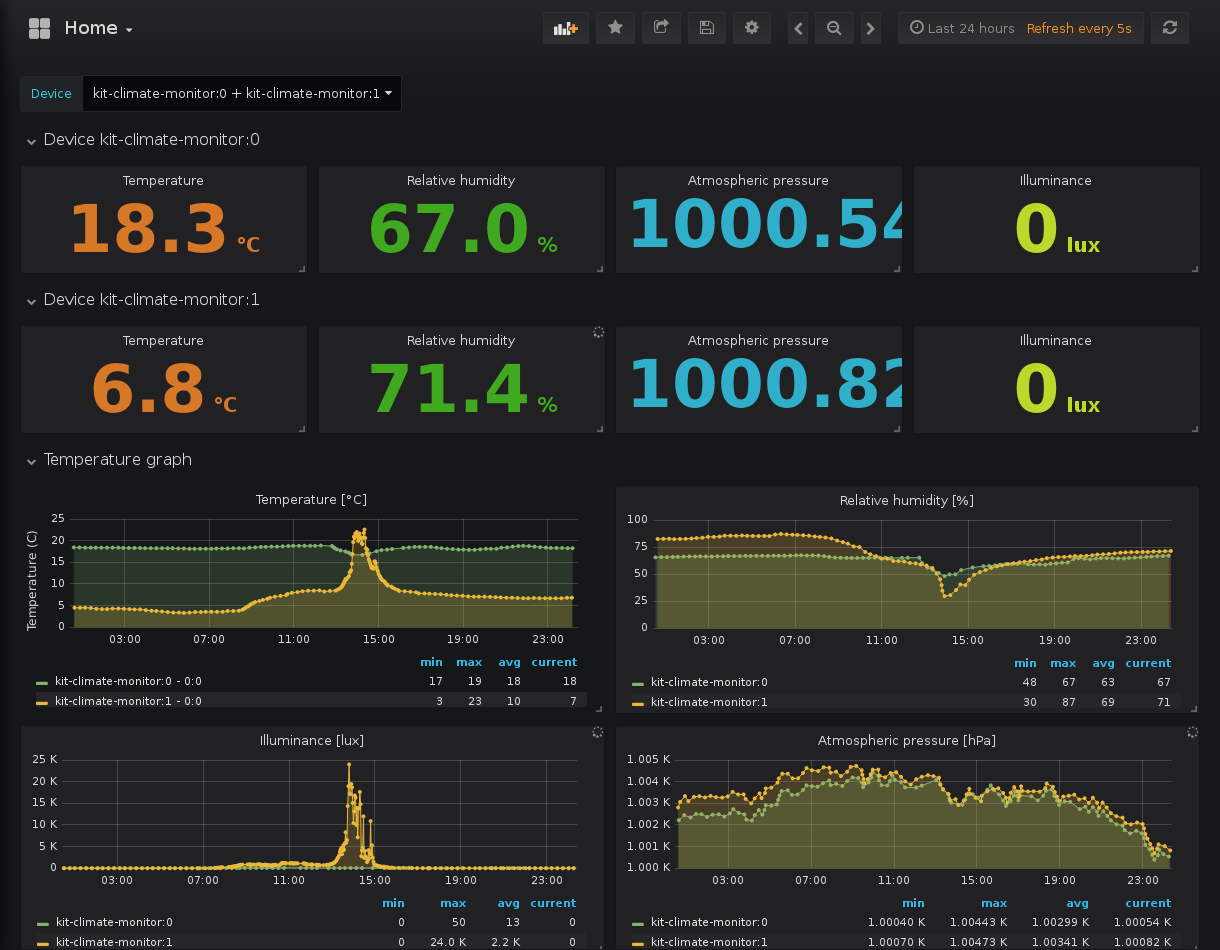 Home
Last 24 hours Refresh every 5s
Device kit-climate-monitor:0 + kit-climate-monitor:1
Device kit-climate-monitor:0
Temperature Relative humidity Atmospheric pressure Illuminance
18.3 °C 67.0 % 1000.54 0 lux
Device kit-climate-monitor:1
Temperature Relative humidity Atmospheric pressure Illuminance
6.8 °C 71.4 % 1000.82 0 lux
Temperature graph
Temperature [°C]
Temperature (C)
25
20
15
10
5
0
03:00 07:00 11:00 15:00 19:00 23:00
min max avg current
kit-climate-monitor:0 - 0:0 17 19 18 18
kit-climate-monitor:1 - 0:0 3 23 10 7
Relative humidity [%]
100
75
50
25
0
03:00 07:00 11:00 15:00 19:00 23:00
min max avg current
kit-climate-monitor:0 48 67 63 67
kit-climate-monitor:1 30 87 69 71
Illuminance [lux]
25 K
20 K
15 K
10 K
5 K
0
03:00 07:00 11:00 15:00 19:00 23:00
min max avg current
kit-climate-monitor:0 0 50 13 0
kit-climate-monitor:1 0 24.0 K 2.2 K 0
Atmospheric pressure [hPa]
1.005 K
1.004 K
1.003 K
1.002 K
1.001 K
1.000 K
03:00 07:00 11:00 15:00 19:00 23:00
min max avg current
kit-climate-monitor:0 1.00040 K 1.00443 K 1.00299 K 1.00054 K
kit-climate-monitor:1 1.00070 K 1.00473 K 1.00341 K 1.00082 K